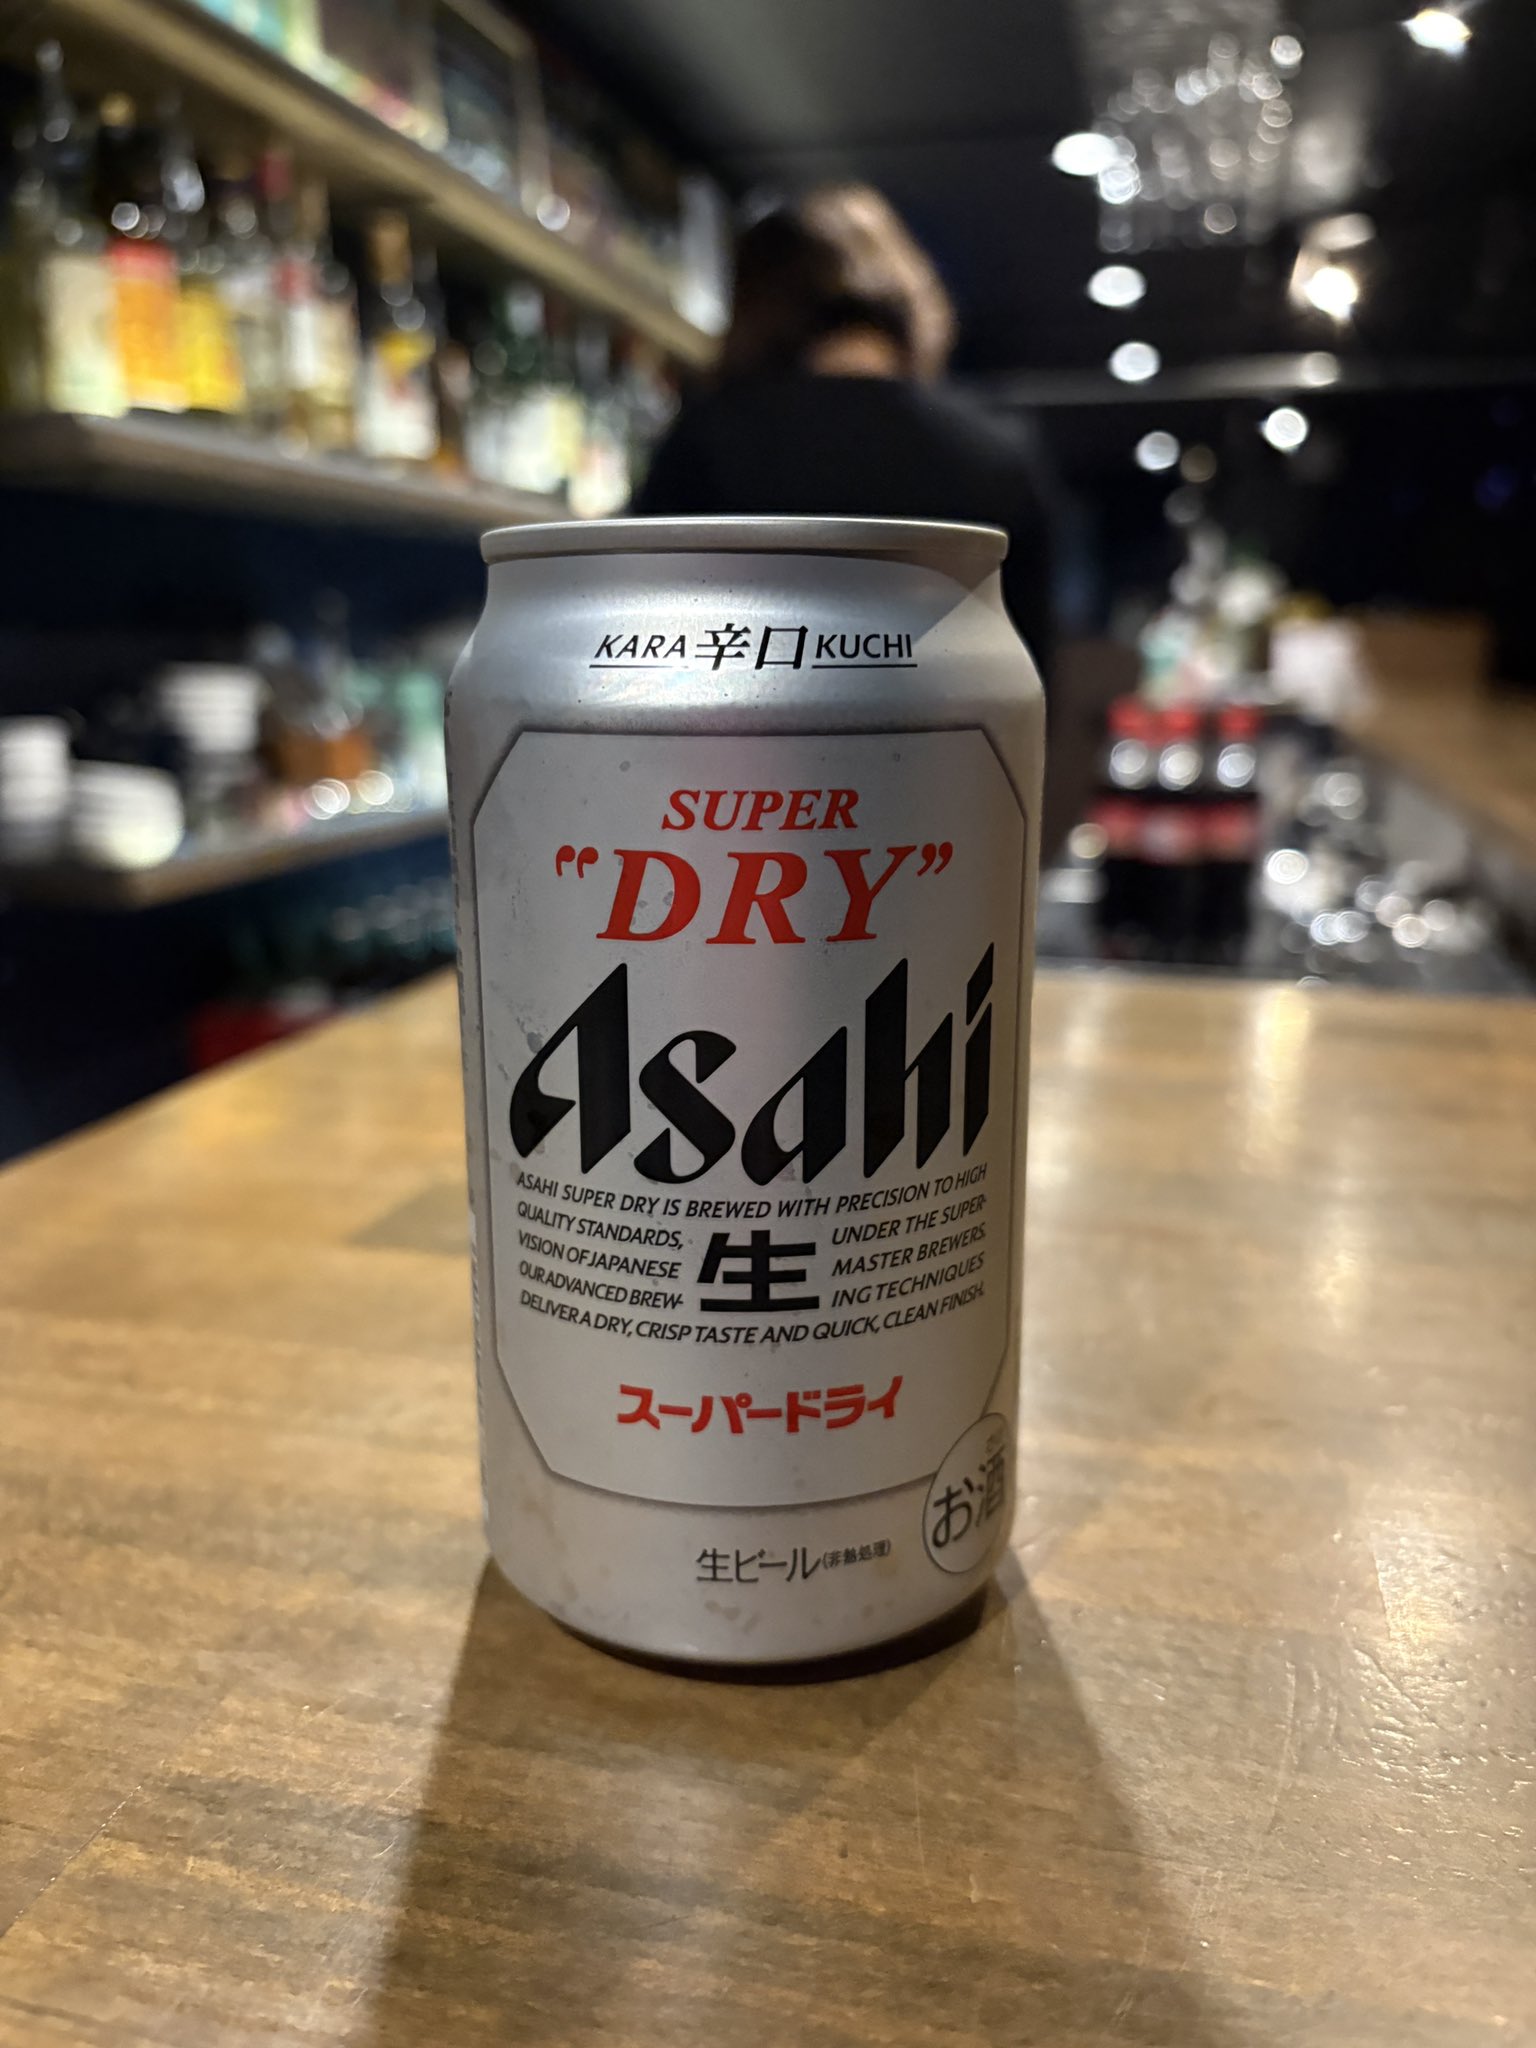 KARA 辛口 KUCHI
SUPER
“DRY”
Asahi
ASAHI SUPER DRY IS BREWED WITH PRECISION TO HIGH
QUALITY STANDARDS, UNDER THE SUPER-
VISION OF JAPANESE MASTER BREWERS.
OUR ADVANCED BREW- ING TECHNIQUES
DELIVER A DRY, CRISP TASTE AND QUICK, CLEAN FINISH.
生
スーパードライ
お酒
生ビール(非熱処理)